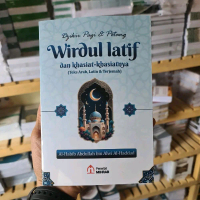 Dzikir Pagi & Petang
Wirdul latif
dan khasiat-khasiatnya
(Teks Arab, Latin & Terjemah)
Al-Habib Abdullah bin Alwi Al-Haddad